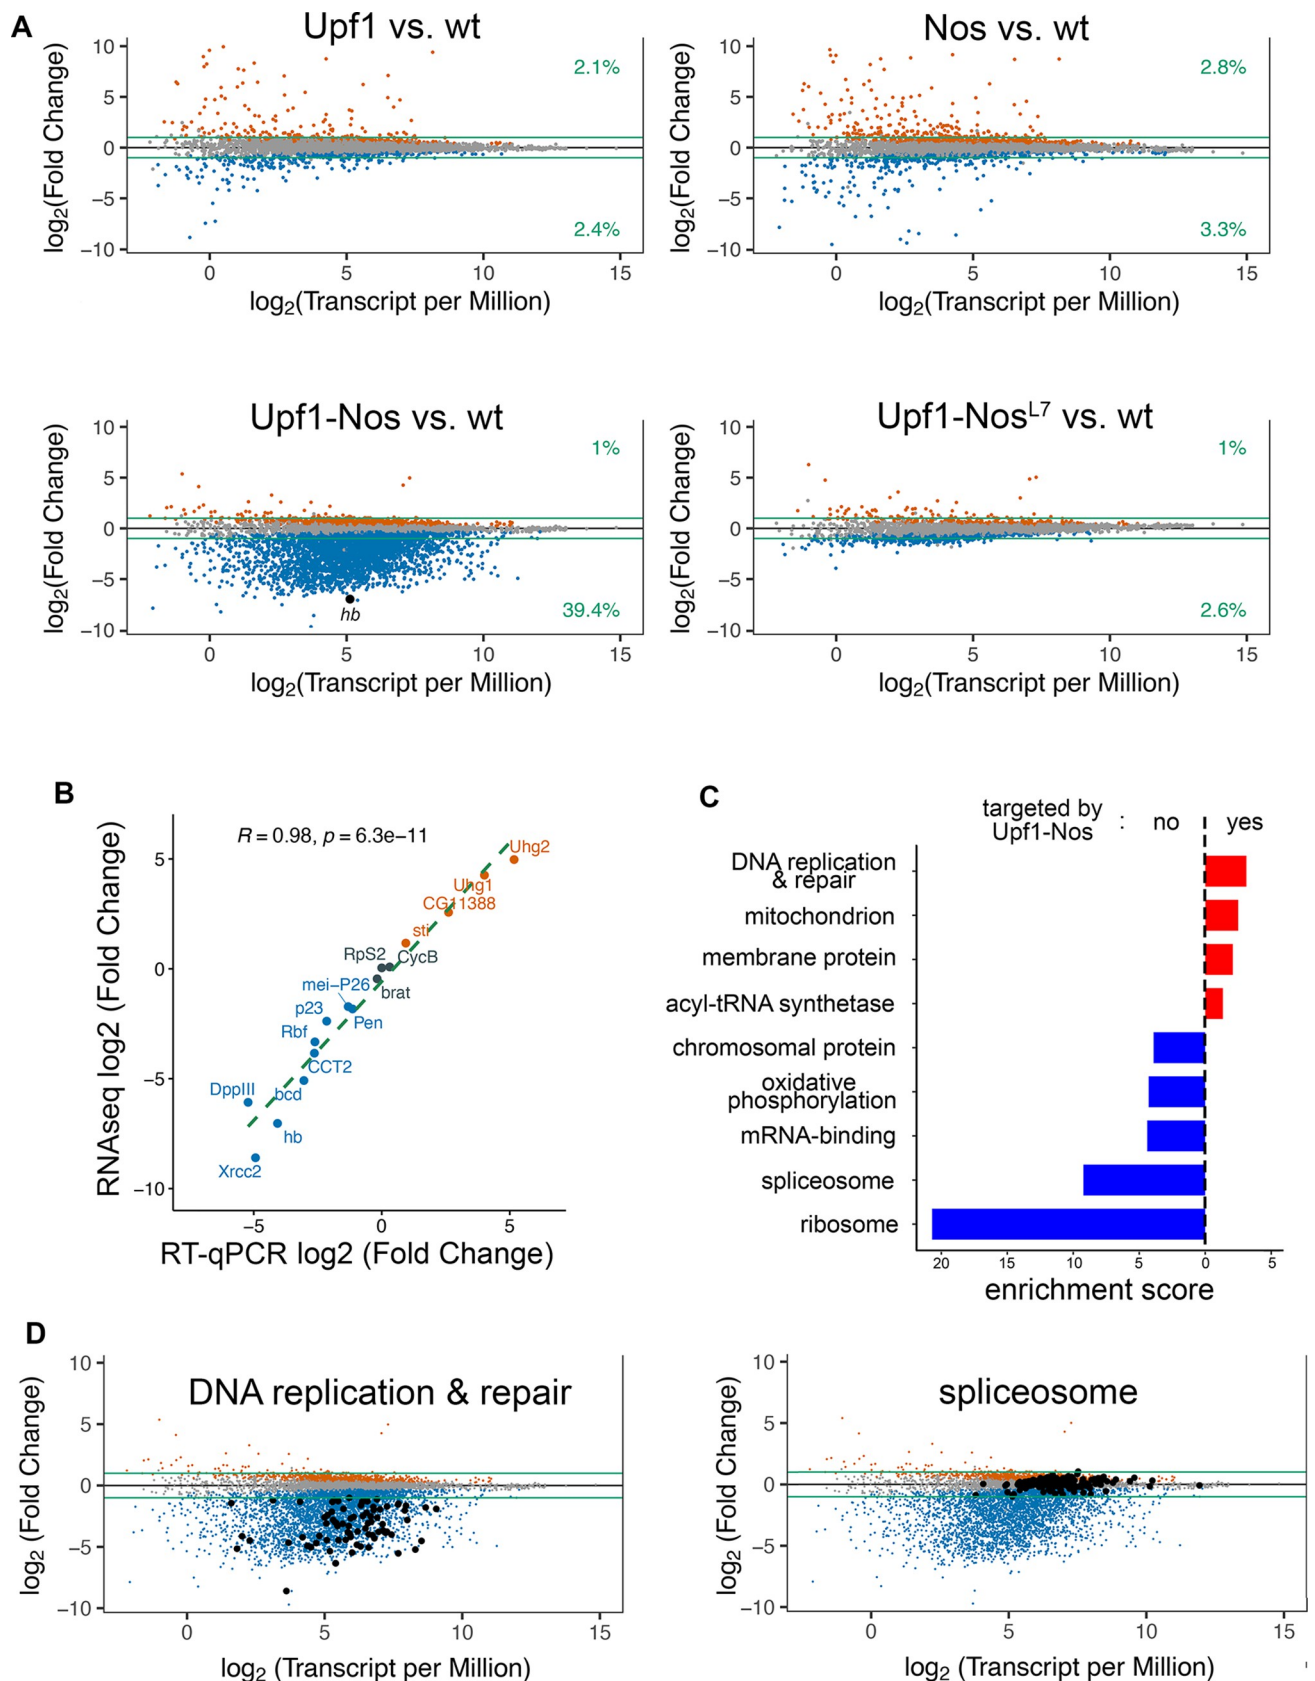 A
Upf1 vs. wt
log2(Fold Change)
10
5
0
−5
−10
2.1%
2.4%
0
5
10
15
log2(Transcript per Million)
Nos vs. wt
log2(Fold Change)
10
5
0
−5
−10
2.8%
3.3%
0
5
10
15
log2(Transcript per Million)
Upf1-Nos vs. wt
log2(Fold Change)
10
5
0
−5
−10
1%
39.4%
hb
0
5
10
15
log2(Transcript per Million)
Upf1-NosL7 vs. wt
log2(Fold Change)
10
5
0
−5
−10
1%
2.6%
0
5
10
15
log2(Transcript per Million)
B
RNAseq log2 (Fold Change)
R = 0.98, p = 6.3e−11
5
0
−5
−10
Uhg2
Uhg1
CG11388
sti
RpS2
CycB
brat
mei−P26
p23
Pen
Rbf
CCT2
DppIII
bcd
hb
Xrcc2
−5
0
5
RT-qPCR log2 (Fold Change)
C
targeted by
Upf1-Nos
: no yes
DNA replication
& repair
mitochondrion
membrane protein
acyl-tRNA synthetase
chromosomal protein
oxidative
phosphorylation
mRNA-binding
spliceosome
ribosome
20
15
10
5
0
5
enrichment score
D
DNA replication & repair
log2 (Fold Change)
10
5
0
−5
−10
0
5
10
15
log2 (Transcript per Million)
spliceosome
log2 (Fold Change)
10
5
0
−5
−10
0
5
10
15
log2 (Transcript per Million)